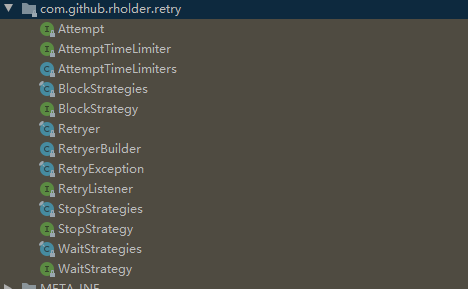 com.github.rholder.retry
Attempt
AttemptTimeLimiter
AttemptTimeLimiters
BlockStrategies
BlockStrategy
Retryer
RetryerBuilder
RetryException
RetryListener
StopStrategies
StopStrategy
WaitStrategies
WaitStrategy
META-INF